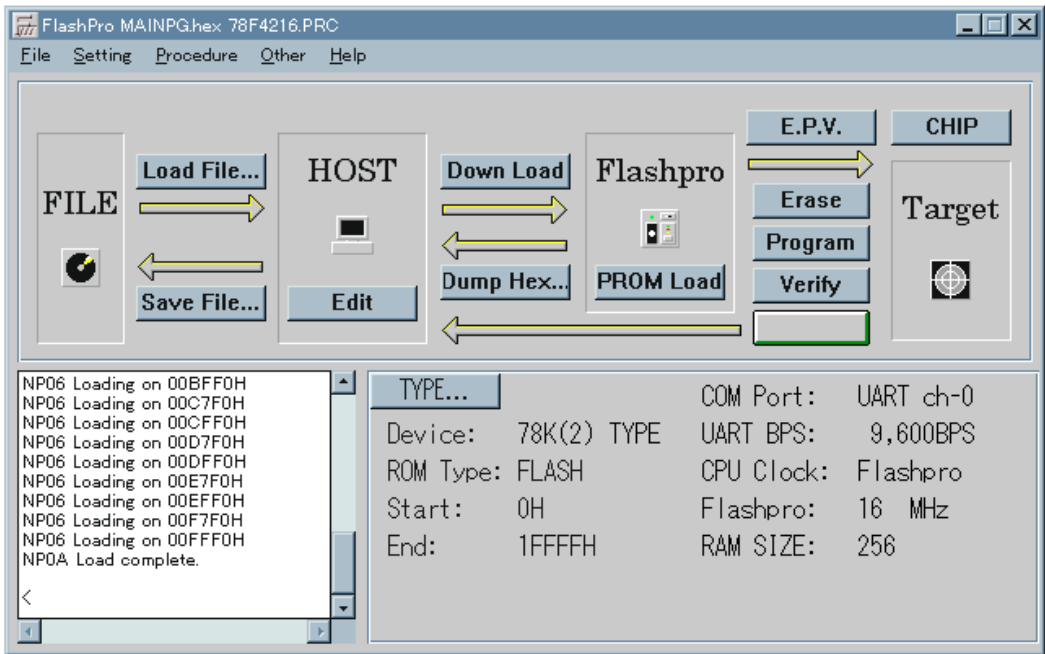 FlashPro MAINPG.hex 78F4216.PRC
File Setting Procedure Other Help
E.P.V. CHIP
FILE
Load File...
HOST
Down Load
Flashpro
Erase
Target
Program
Save File...
Edit
Dump Hex...
PROM Load
Verify
NP06 Loading on 00BFF0H
NP06 Loading on 00C7F0H
NP06 Loading on 00CFF0H
NP06 Loading on 00D7F0H
NP06 Loading on 00DFF0H
NP06 Loading on 00E7F0H
NP06 Loading on 00EFF0H
NP06 Loading on 00F7F0H
NP06 Loading on 00FFF0H
NP0A Load complete.
<
TYPE...
Device: 78K(2) TYPE
ROM Type: FLASH
Start: 0H
End: 1FFFFH
COM Port: UART ch-0
UART BPS: 9,600BPS
CPU Clock: Flashpro
Flashpro: 16 MHz
RAM SIZE: 256